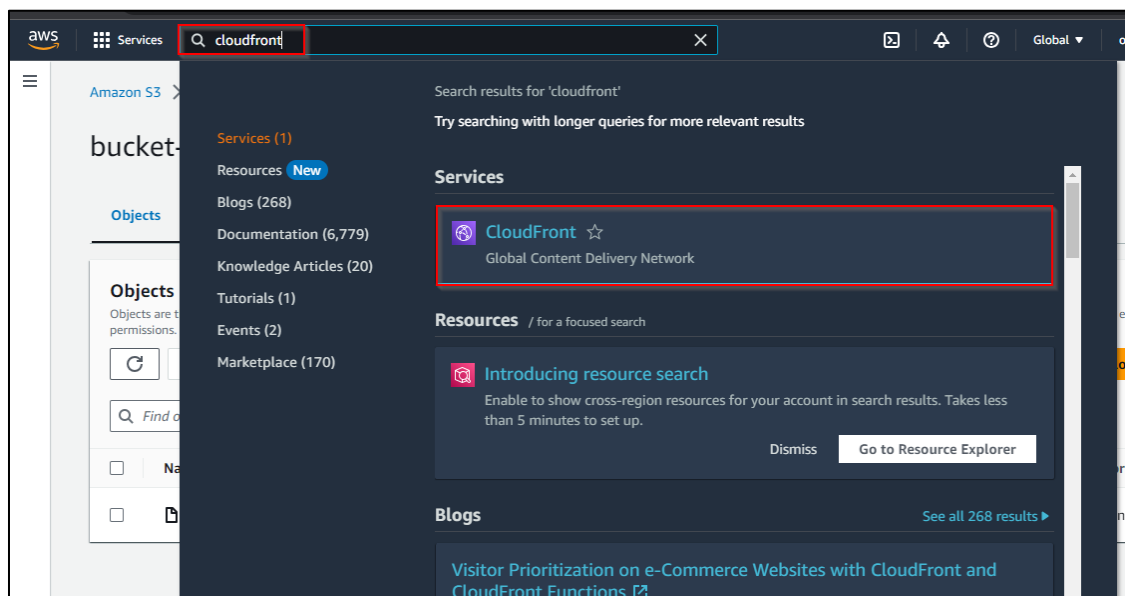 aws Services cloudfront Global
Amazon S3
bucket-
Objects
Objects
Objects are t
permissions.
Find o
Na
Search results for 'cloudfront'
Try searching with longer queries for more relevant results
Services (1)
Resources New
Blogs (268)
Documentation (6,779)
Knowledge Articles (20)
Tutorials (1)
Events (2)
Marketplace (170)
Services
CloudFront
Global Content Delivery Network
Resources / for a focused search
Introducing resource search
Enable to show cross-region resources for your account in search results. Takes less
than 5 minutes to set up.
Dismiss Go to Resource Explorer
Blogs See all 268 results
Visitor Prioritization on e-Commerce Websites with CloudFront and
CloudFront Functions